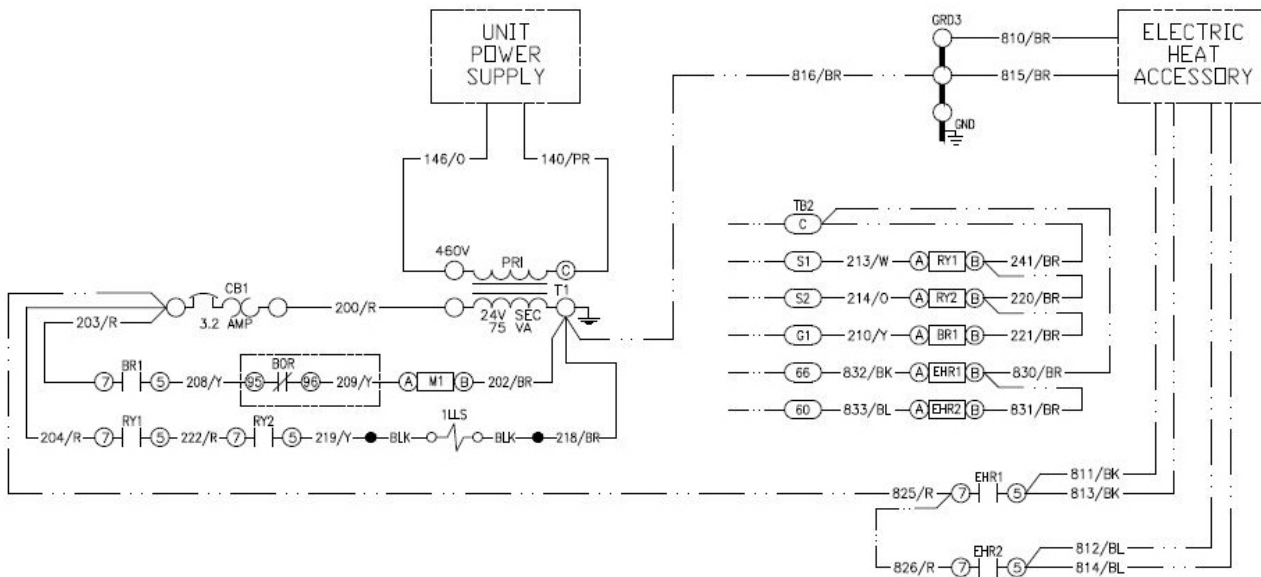 UNIT
POWER
SUPPLY
GRD3
810/BR
ELECTRIC
HEAT
ACCESSORY
816/BR
815/BR
GND
146/O
140/PR
TB2
C
460V
PRI
C
S1
213/W
A
RY1
B
241/BR
CB1
T1
200/R
24V
SEC
75
VA
3.2
AMP
203/R
S2
214/O
A
RY2
B
220/BR
G1
210/Y
A
BR1
B
221/BR
7
BR1
5
208/Y
95
BOR
96
209/Y
A
M1
B
202/BR
66
832/BK
A
EHR1
B
830/BR
60
833/BL
A
EHR2
B
831/BR
204/R
7
RY1
5
222/R
7
RY2
5
219/Y
BLK
1LLS
BLK
218/BR
825/R
7
EHR1
5
811/BK
813/BK
826/R
7
EHR2
5
812/BL
814/BL